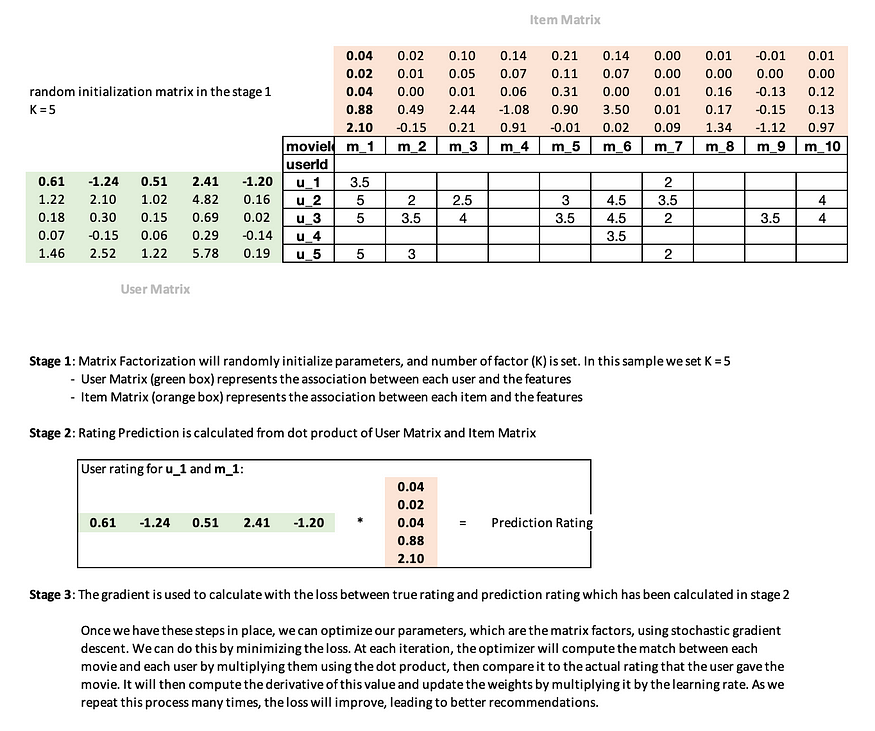 Item Matrix
0.04 0.02 0.10 0.14 0.21 0.14 0.00 0.01 -0.01 0.01
0.02 0.01 0.05 0.07 0.11 0.07 0.00 0.00 0.00 0.00
random initialization matrix in the stage 1 0.04 0.00 0.01 0.06 0.31 0.00 0.01 0.16 -0.13 0.12
K = 5 0.88 0.49 2.44 -1.08 0.90 3.50 0.01 0.17 -0.15 0.13
2.10 -0.15 0.21 0.91 -0.01 0.02 0.09 1.34 -1.12 0.97
movieI m_1 m_2 m_3 m_4 m_5 m_6 m_7 m_8 m_9 m_10
userId
0.61 -1.24 0.51 2.41 -1.20 u_1 3.5 2
1.22 2.10 1.02 4.82 0.16 u_2 5 2 2.5 3 4.5 3.5 4
0.18 0.30 0.15 0.69 0.02 u_3 5 3.5 4 3.5 4.5 2 3.5 4
0.07 -0.15 0.06 0.29 -0.14 u_4 3.5
1.46 2.52 1.22 5.78 0.19 u_5 5 3 2
User Matrix
Stage 1: Matrix Factorization will randomly initialize parameters, and number of factor (K) is set. In this sample we set K = 5
- User Matrix (green box) represents the association between each user and the features
- Item Matrix (orange box) represents the association between each item and the features
Stage 2: Rating Prediction is calculated from dot product of User Matrix and Item Matrix
User rating for u_1 and m_1:
0.04
0.02
0.61 -1.24 0.51 2.41 -1.20 * 0.04 = Prediction Rating
0.88
2.10
Stage 3: The gradient is used to calculate with the loss between true rating and prediction rating which has been calculated in stage 2
Once we have these steps in place, we can optimize our parameters, which are the matrix factors, using stochastic gradient
descent. We can do this by minimizing the loss. At each iteration, the optimizer will compute the match between each
movie and each user by multiplying them using the dot product, then compare it to the actual rating that the user gave the
movie. It will then compute the derivative of this value and update the weights by multiplying it by the learning rate. As we
repeat this process many times, the loss will improve, leading to better recommendations.